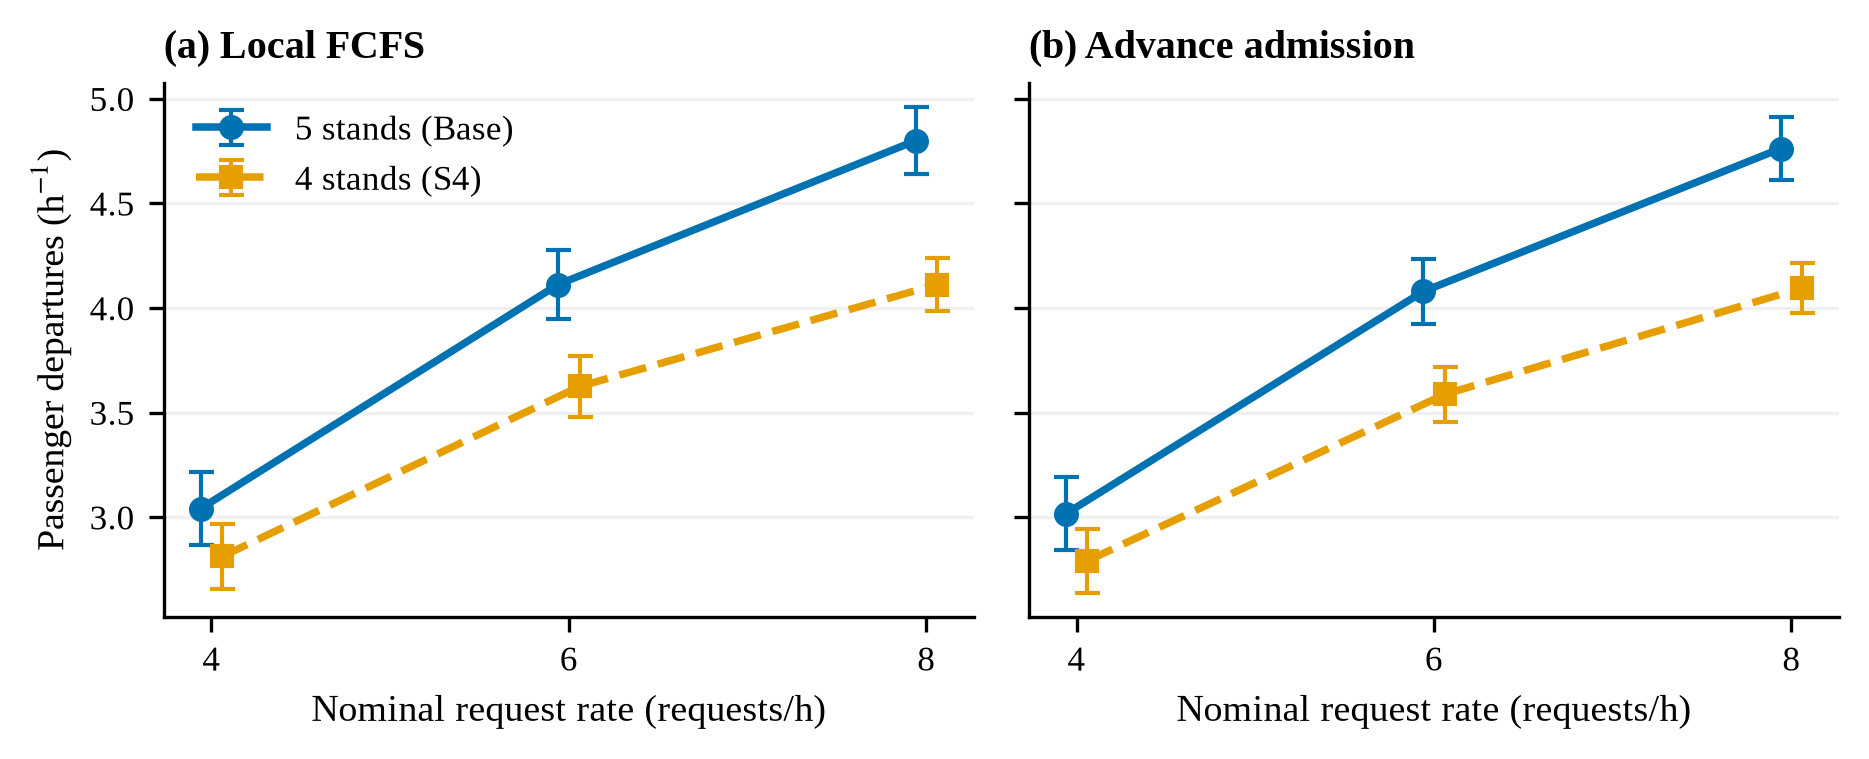 (a) Local FCFS
(b) Advance admission
Passenger departures (h⁻¹)
5.0
4.5
4.0
3.5
3.0
5 stands (Base)
4 stands (S4)
4 6 8
4 6 8
Nominal request rate (requests/h)
Nominal request rate (requests/h)